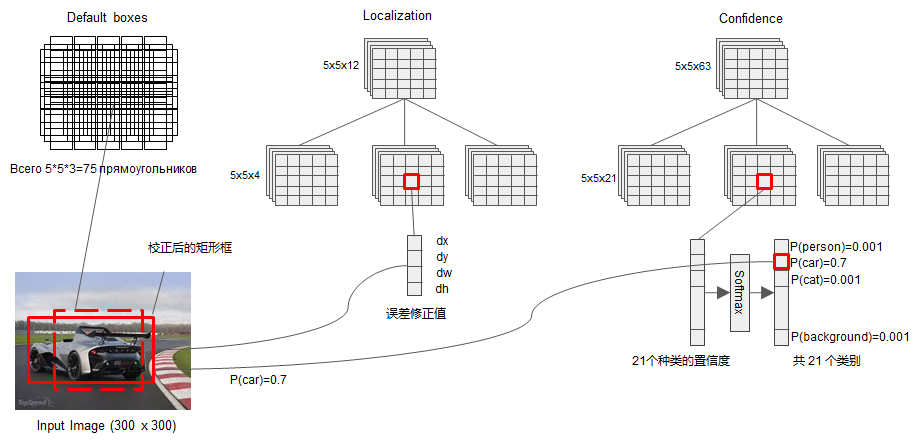 Default boxes
Localization
Confidence
5x5x12
5x5x63
Всего 5*5*3=75 прямоугольников
5x5x4
5x5x21
校正后的矩形框
dx
dy
dw
dh
误差修正值
Softmax
P(person)=0.001
P(car)=0.7
P(cat)=0.001
P(background)=0.001
21个种类的置信度
共 21 个类别
P(car)=0.7
TopSpeed
Input Image (300 x 300)